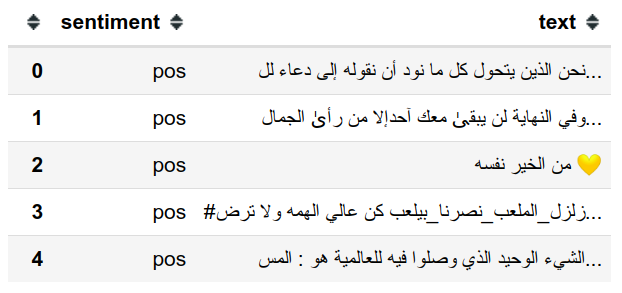 sentiment text
0 pos نحن الذين يتحول كل ما نود أن نقوله إلى دعاء لل...
1 pos وفي النهاية لن يبقىٰ معك آحدإلا من رأىٰ الجمال...
2 pos من الخير نفسه 💛
3 pos #زلزل_الملعب_نصرنا_بيلعب كن عالي الهمه ولا ترض...
4 pos الشيء الوحيد الذي وصلوا فيه للعالمية هو : المس...